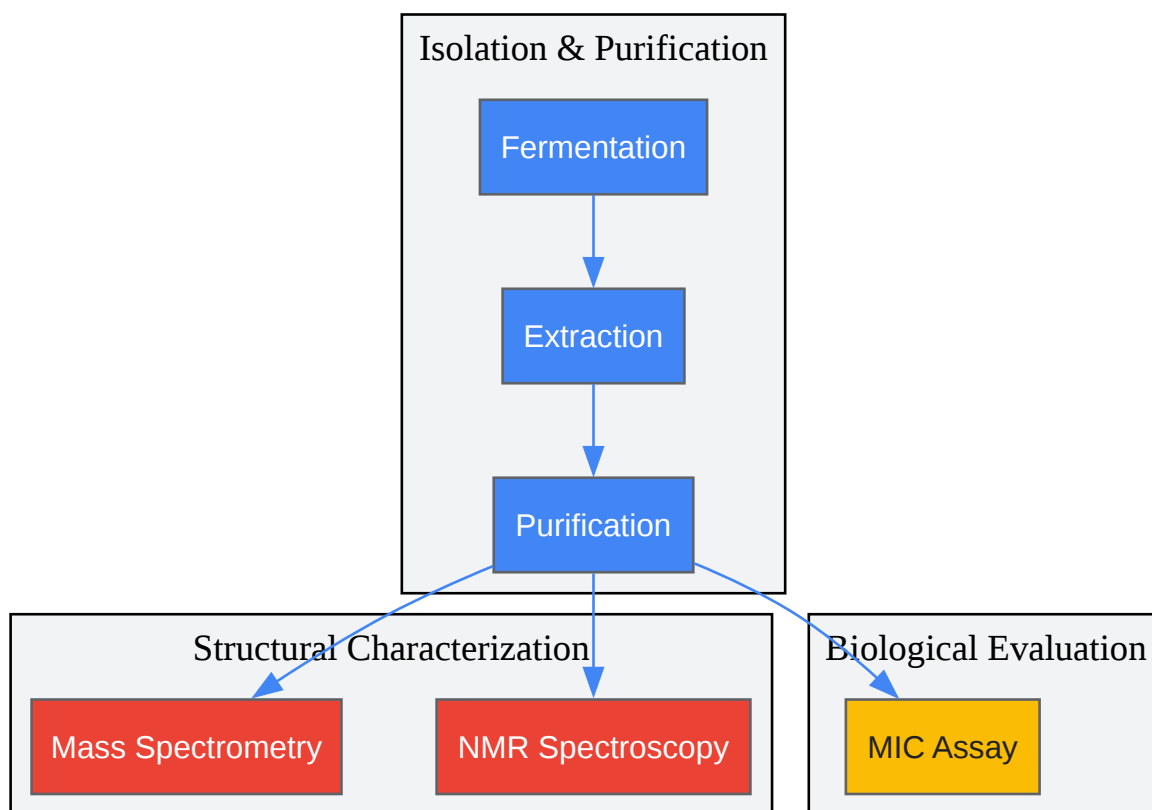 Isolation & Purification
Fermentation
Extraction
Purification
Structural Characterization
Biological Evaluation
Mass Spectrometry
NMR Spectroscopy
MIC Assay